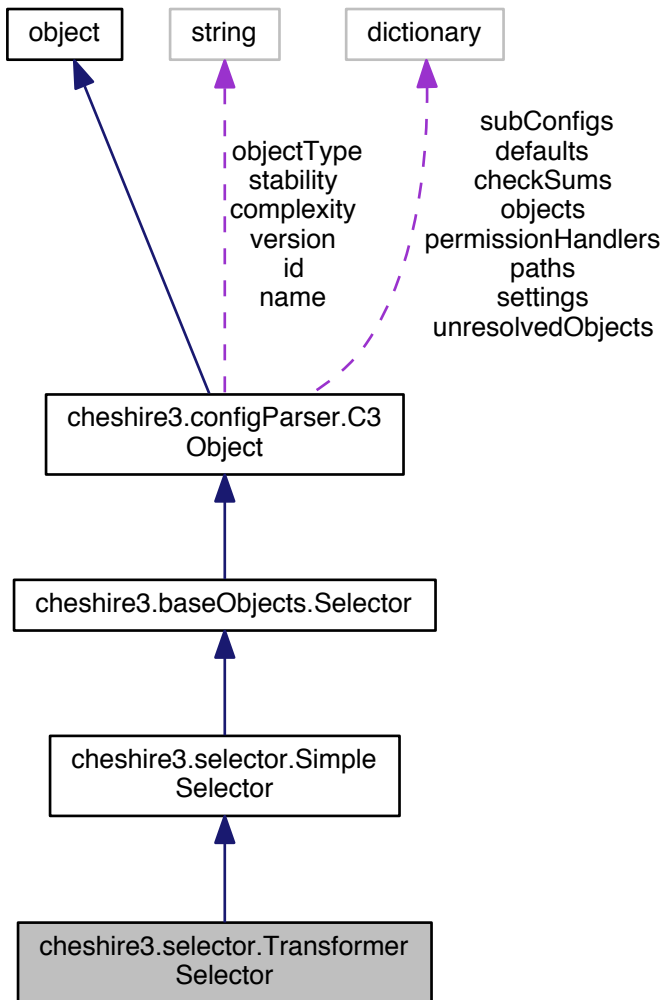 object
string
dictionary
objectType
stability
complexity
version
id
name
subConfigs
defaults
checkSums
objects
permissionHandlers
paths
settings
unresolvedObjects
cheshire3.configParser.C3
Object
cheshire3.baseObjects.Selector
cheshire3.selector.Simple
Selector
cheshire3.selector.Transformer
Selector